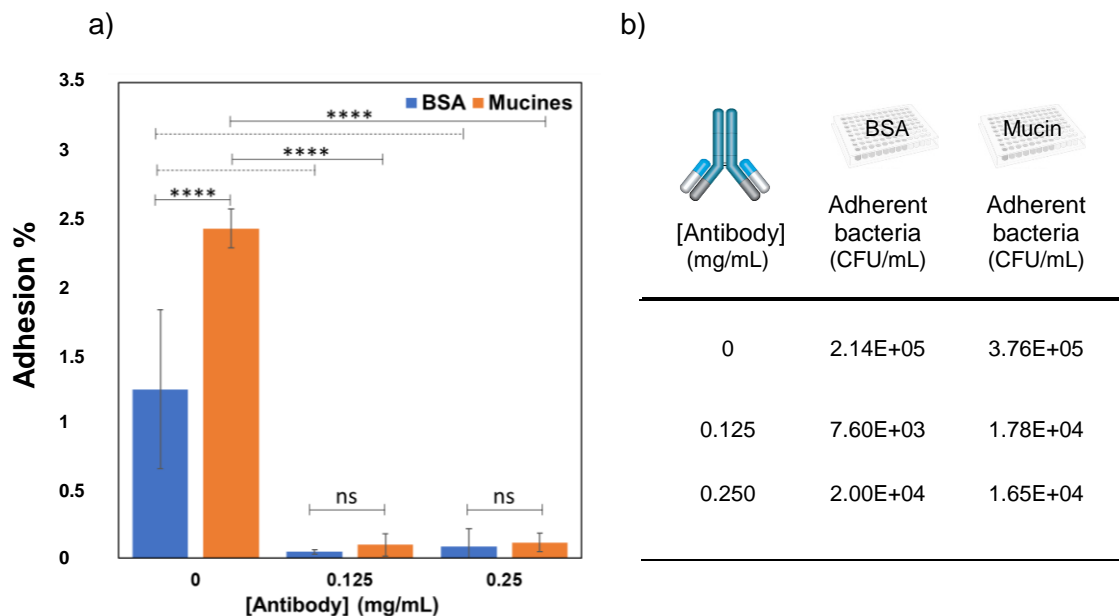 a)
3.5
3
2.5
2
1.5
1
0.5
0
Adhesion %
BSA Mucines
****
****
****
ns
ns
0 0.125 0.25
[Antibody] (mg/mL)
b)
BSA Mucin
[Antibody]
(mg/mL)
Adherent
bacteria
(CFU/mL)
Adherent
bacteria
(CFU/mL)
0 2.14E+05 3.76E+05
0.125 7.60E+03 1.78E+04
0.250 2.00E+04 1.65E+04